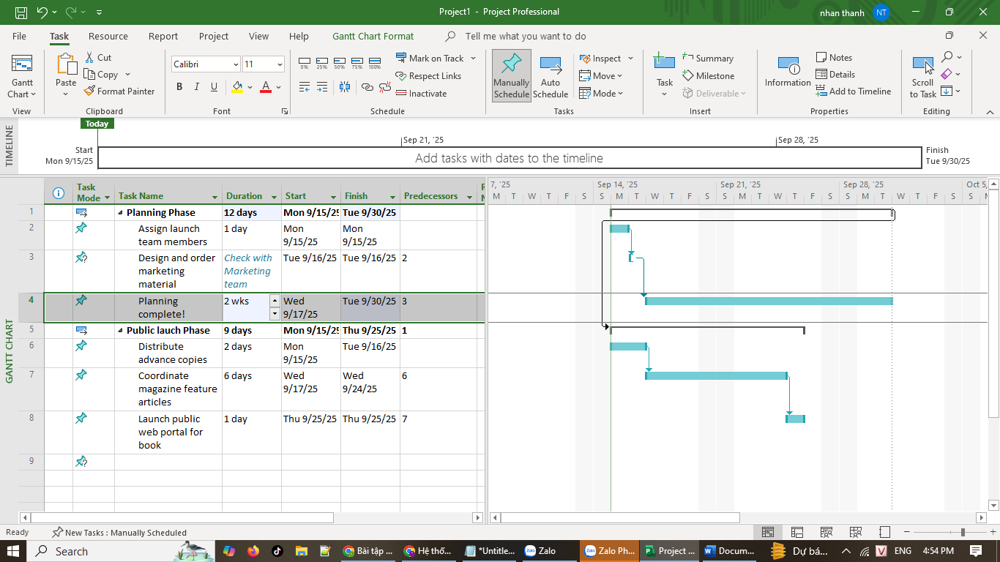 Project1 - Project Professional
nhan thanh
NT
File Task Resource Report Project View Help Gantt Chart Format Tell me what you want to do
Gantt
Chart
View
Paste
Cut
Copy
Format Painter
Clipboard
Calibri
11
B I U A
Font
0% 25% 50% 75% 100%
Mark on Track
Respect Links
Inactivate
Schedule
Manually
Schedule
Auto
Schedule
Inspect
Move
Mode
Tasks
Task
Summary
Milestone
Deliverable
Insert
Information
Notes
Details
Add to Timeline
Properties
Scroll
to Task
Editing
TIMELINE
Today
Sep 21, '25
Sep 28, '25
Start
Mon 9/15/25
Add tasks with dates to the timeline
Finish
Tue 9/30/25
GANTT CHART
Task
Mode
Task Name
Duration
Start
Finish
Predecessors
R
N
7, '25
Sep 14, '25
Sep 21, '25
Sep 28, '25
Oct 5,
M T W T F S S M T W T F S S M T W T F S S M T W T F S S M
1 Planning Phase 12 days Mon 9/15/25 Tue 9/30/25
2 Assign launch
team members
1 day
Mon
9/15/25
Mon
9/15/25
3 Design and order
marketing
material
Check with
Marketing
team
Tue 9/16/25 Tue 9/16/25 2
4 Planning
complete!
2 wks
Wed
9/17/25
Tue 9/30/25 3
5 Public lauch Phase 9 days Mon 9/15/25 Thu 9/25/25 1
6 Distribute
advance copies
2 days
Mon
9/15/25
Tue 9/16/25
7 Coordinate
magazine feature
articles
6 days
Wed
9/17/25
Wed
9/24/25
6
8 Launch public
web portal for
book
1 day Thu 9/25/25 Thu 9/25/25 7
9
Ready New Tasks : Manually Scheduled
Search
Bài tập ...
Hệ thố...
*Untitle...
Zalo
Zalo Ph...
Project ...
Docum...
Dự bá...
V
ENG
4:54 PM